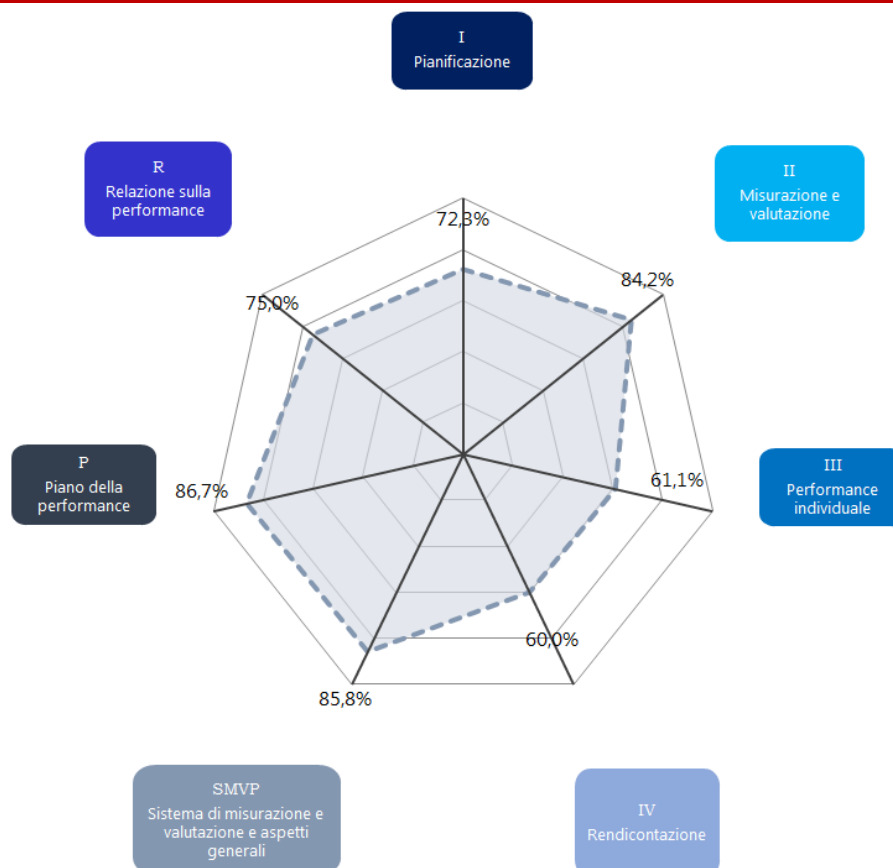 I
Pianificazione
R
Relazione sulla
performance
II
Misurazione e
valutazione
72,3%
84,2%
75,0%
P
Piano della
performance
86,7%
61,1%
III
Performance
individuale
60,0%
85,8%
SMVP
Sistema di misurazione e
valutazione e aspetti
generali
IV
Rendicontazione